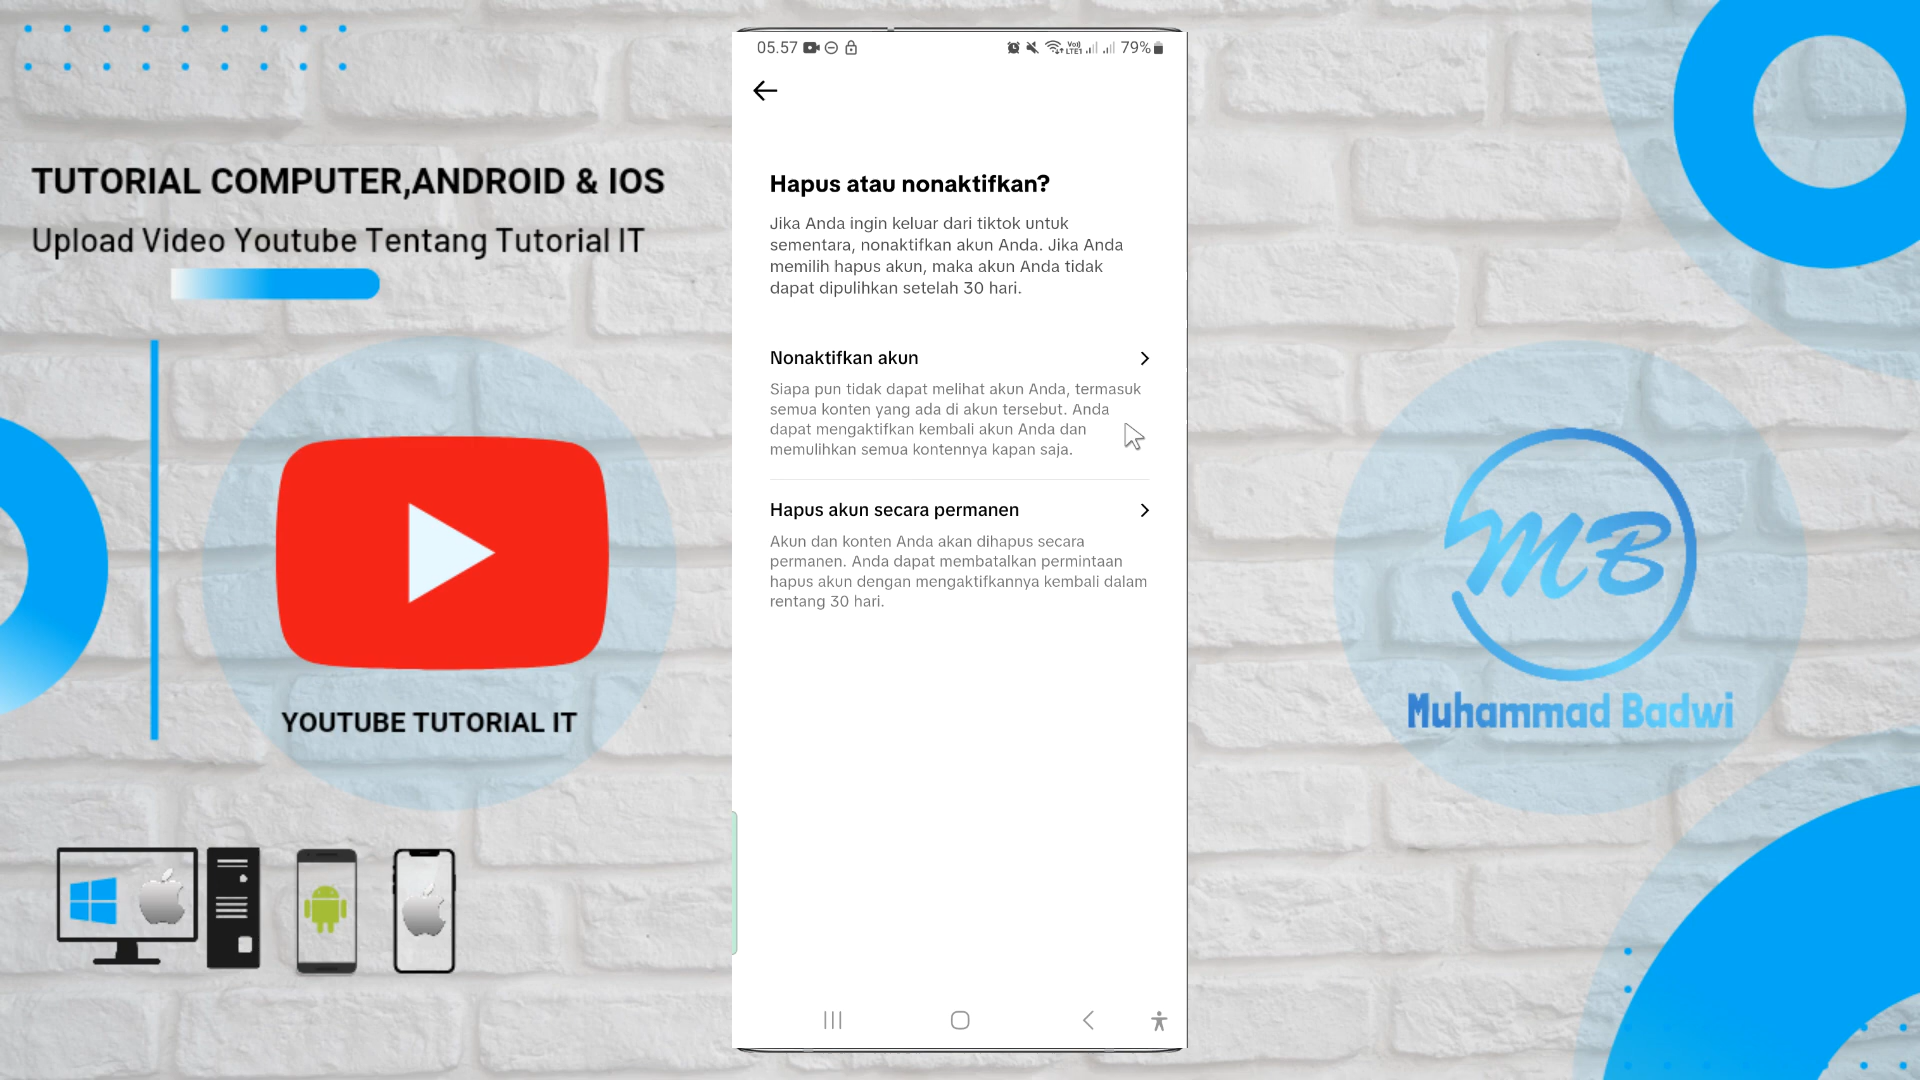 TUTORIAL COMPUTER,ANDROID & IOS
Upload Video Youtube Tentang Tutorial IT
YOUTUBE TUTORIAL IT
05.57
79%
Hapus atau nonaktifkan?
Jika Anda ingin keluar dari tiktok untuk
sementara, nonaktifkan akun Anda. Jika Anda
memilih hapus akun, maka akun Anda tidak
dapat dipulihkan setelah 30 hari.
Nonaktifkan akun
Siapa pun tidak dapat melihat akun Anda, termasuk
semua konten yang ada di akun tersebut. Anda
dapat mengaktifkan kembali akun Anda dan
memulihkan semua kontennya kapan saja.
Hapus akun secara permanen
Akun dan konten Anda akan dihapus secara
permanen. Anda dapat membatalkan permintaan
hapus akun dengan mengaktifkannya kembali dalam
rentang 30 hari.
MB
Muhammad Badwi